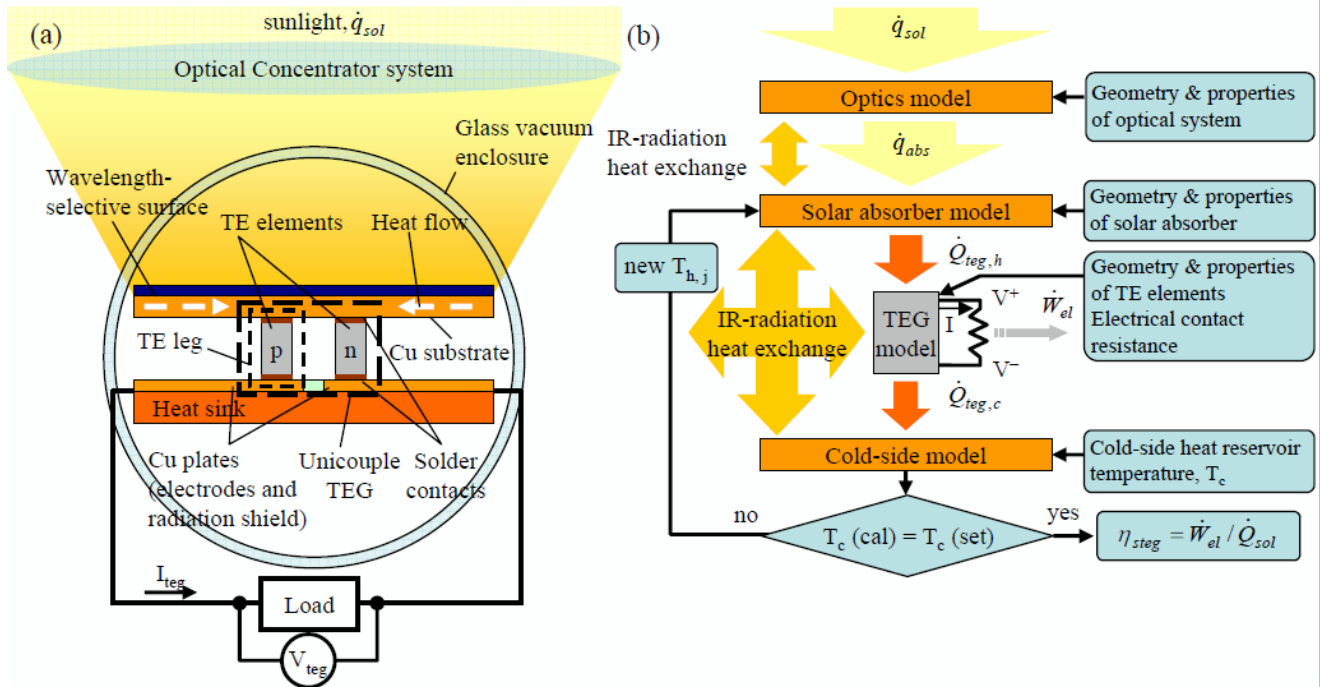 (a)
sunlight, q̇sol
Optical Concentrator system
Glass vacuum
enclosure
Wavelength-
selective surface
TE elements
Heat flow
TE leg
p
n
Cu substrate
Heat sink
Cu plates
(electrodes and
radiation shield)
Unicouple
TEG
Solder
contacts
Iteg
Load
Vteg
(b)
q̇sol
Optics model
Geometry & properties
of optical system
IR-radiation
heat exchange
q̇abs
Solar absorber model
Geometry & properties
of solar absorber
new Th, j
Q̇teg,h
IR-radiation
heat exchange
TEG
model
V+
I
V−
Ẇel
Geometry & properties
of TE elements
Electrical contact
resistance
Q̇teg,c
Cold-side model
Cold-side heat reservoir
temperature, Tc
no
Tc (cal) = Tc (set)
yes
ηsteg = Ẇel / Q̇sol